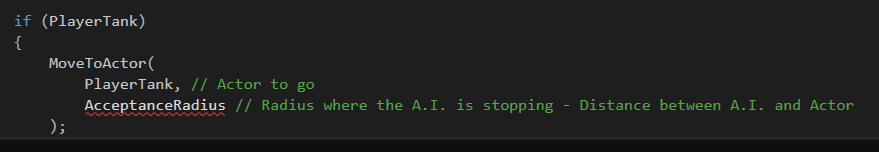 if (PlayerTank)
{
MoveToActor(
PlayerTank, // Actor to go
AcceptanceRadius // Radius where the A.I. is stopping - Distance between A.I. and Actor
);